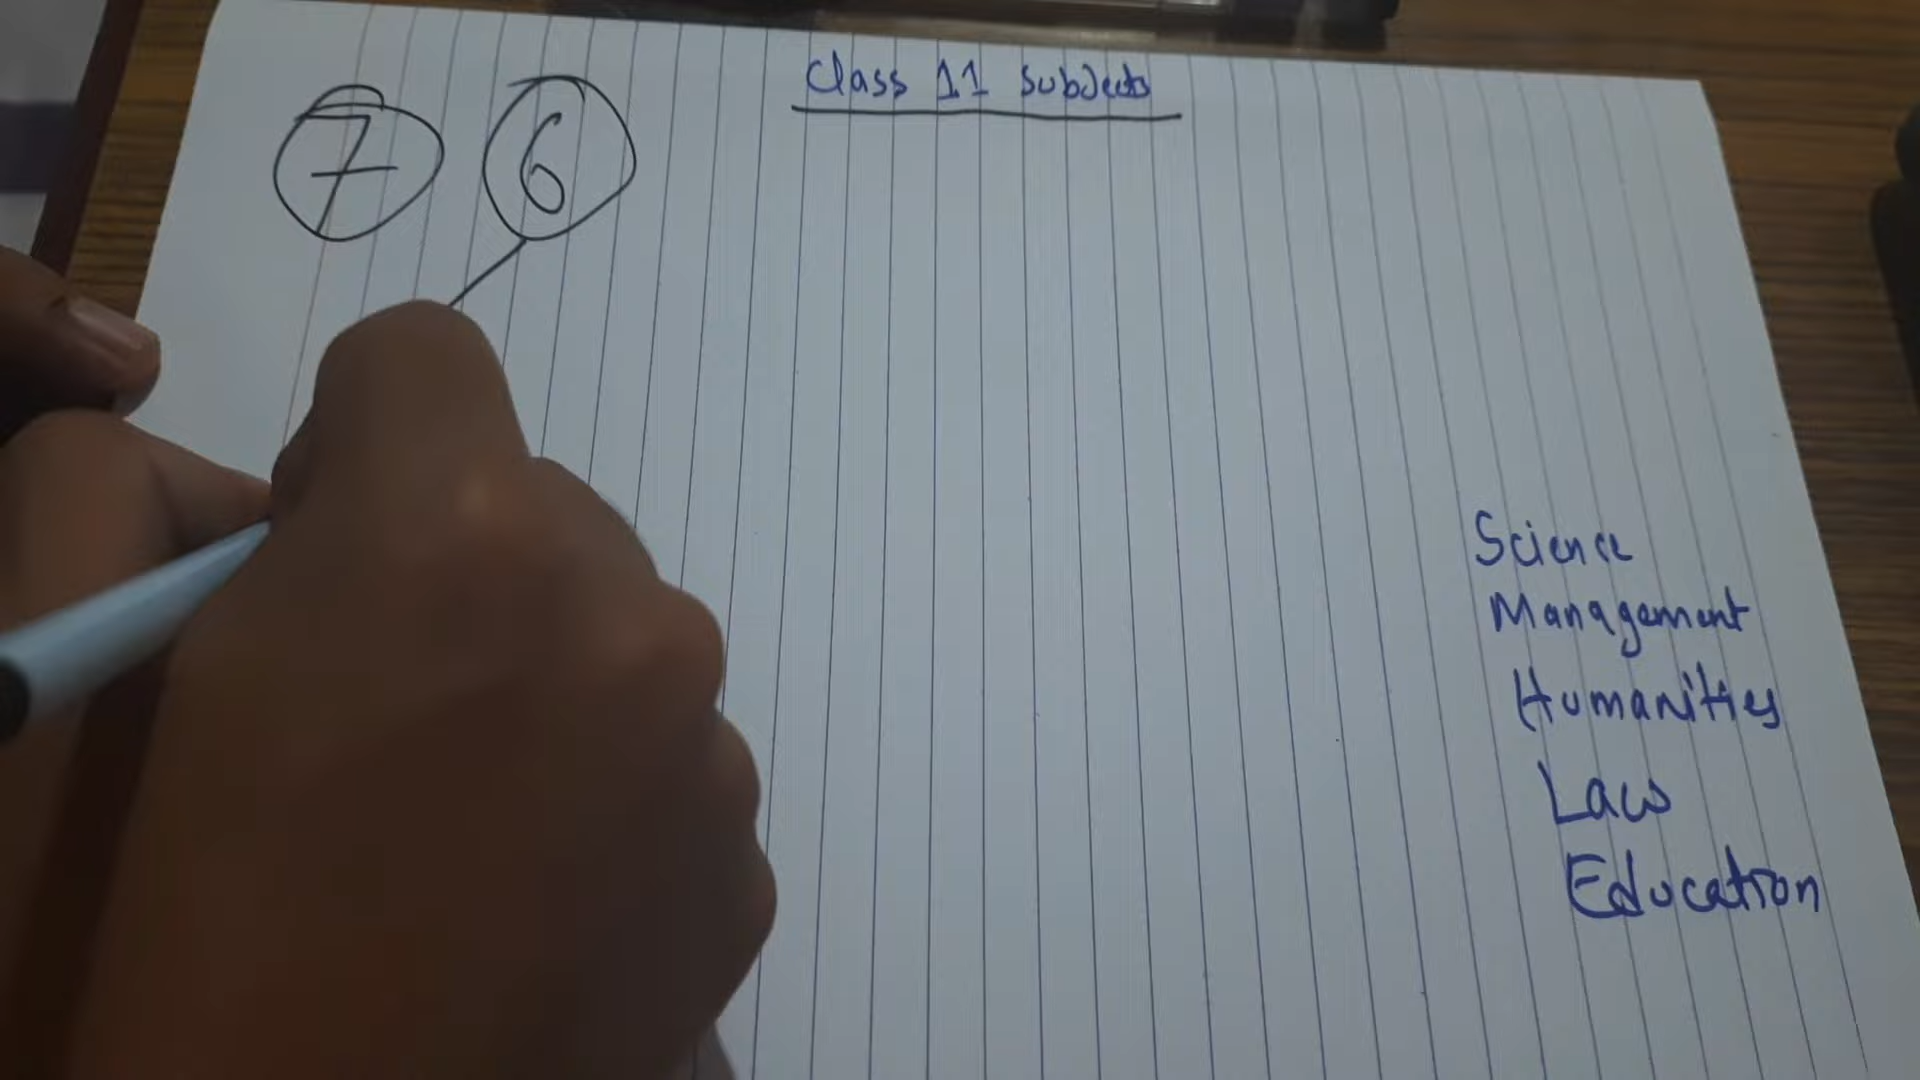 Class 11 Subjects
7 6
Science
Management
Humanities
Law
Education